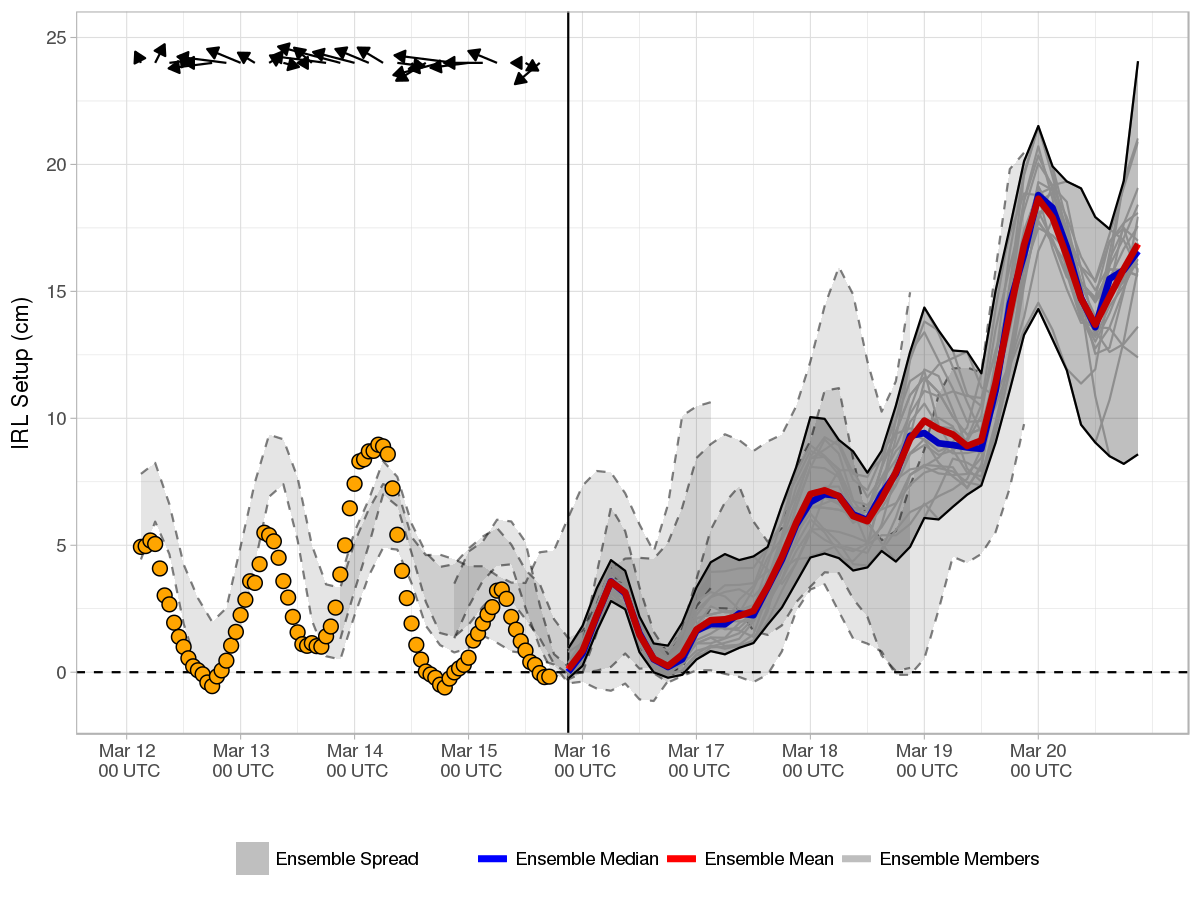 25
20
15
10
5
0
IRL Setup (cm)
Mar 12 Mar 13 Mar 14 Mar 15 Mar 16 Mar 17 Mar 18 Mar 19 Mar 20
00 UTC 00 UTC 00 UTC 00 UTC 00 UTC 00 UTC 00 UTC 00 UTC 00 UTC
Ensemble Spread Ensemble Median Ensemble Mean Ensemble Members